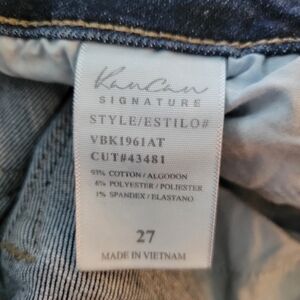 KanCan
SIGNATURE
STYLE/ESTILO#
VBK1961AT
CUT#43481
93% COTTON / ALGODON
6% POLYESTER / POLIESTER
1% SPANDEX / ELASTANO
27
MADE IN VIETNAM